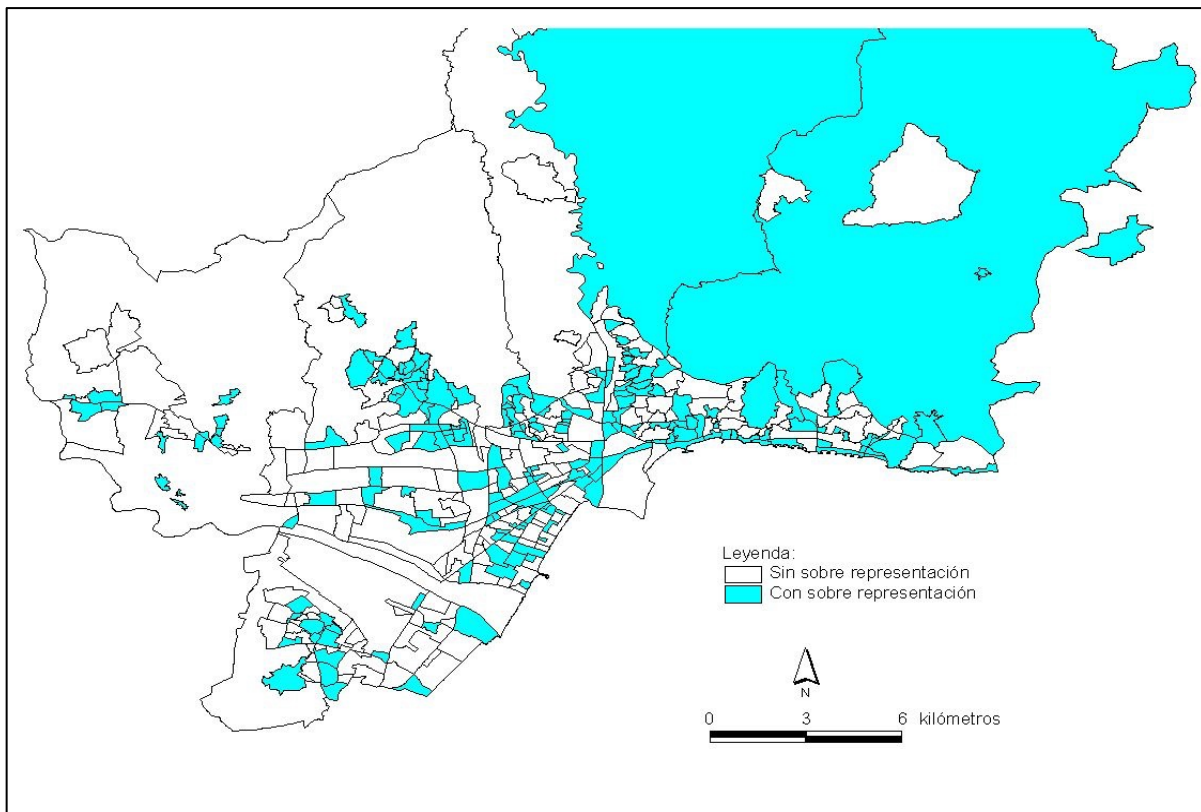 Leyenda:
Sin sobre representación
Con sobre representación
N
0 3 6 kilómetros